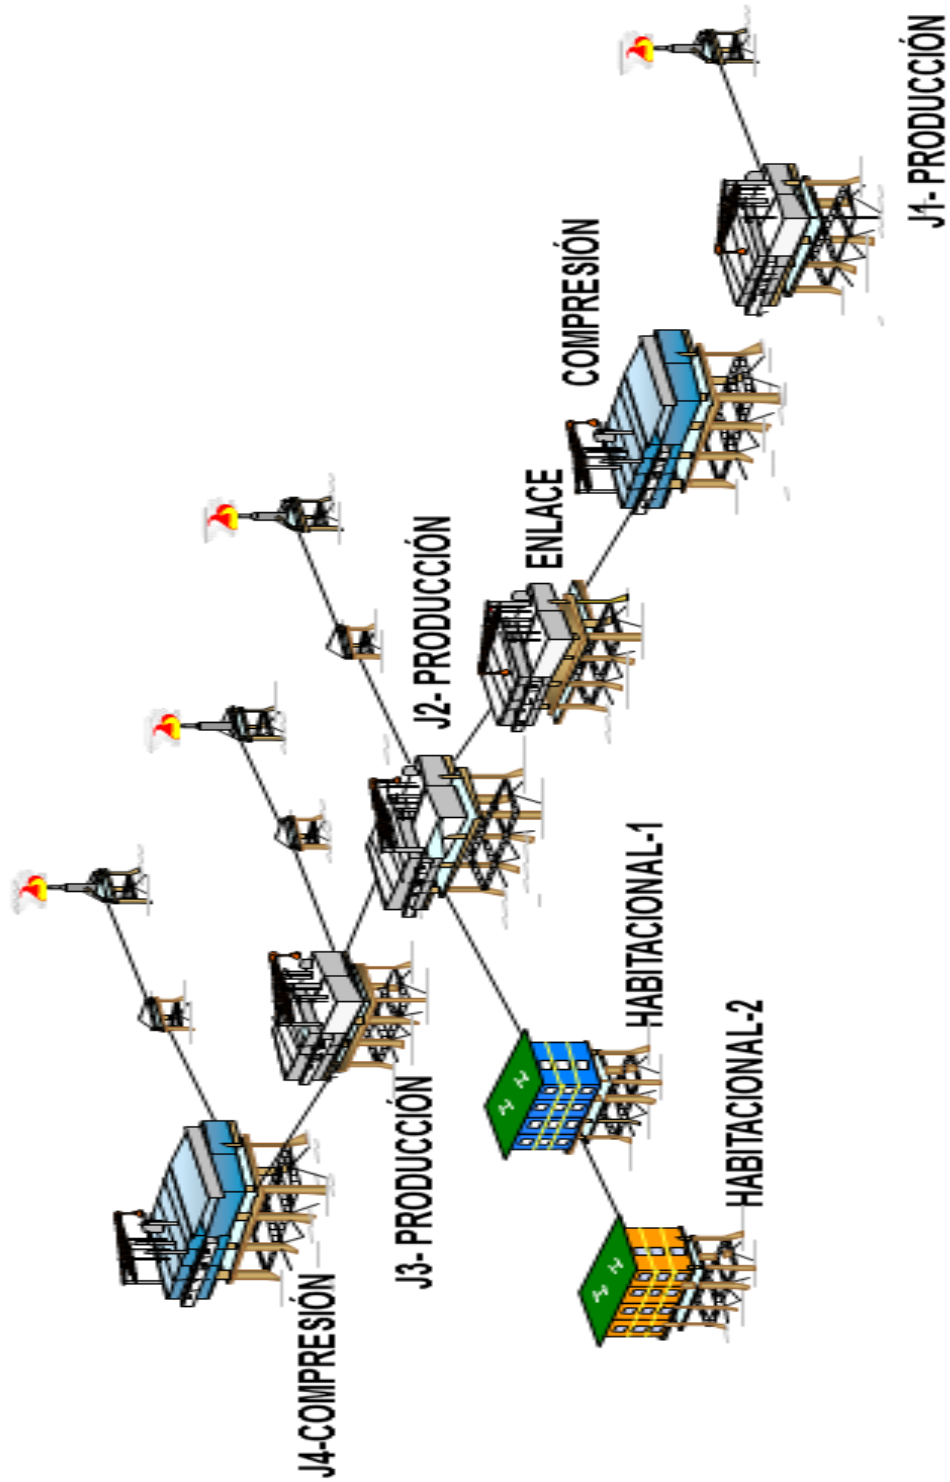 J4-COMPRESIÓN
J3- PRODUCCIÓN
J2- PRODUCCIÓN
ENLACE
COMPRESIÓN
J1- PRODUCCIÓN
HABITACIONAL-1
HABITACIONAL-2
H H
H H